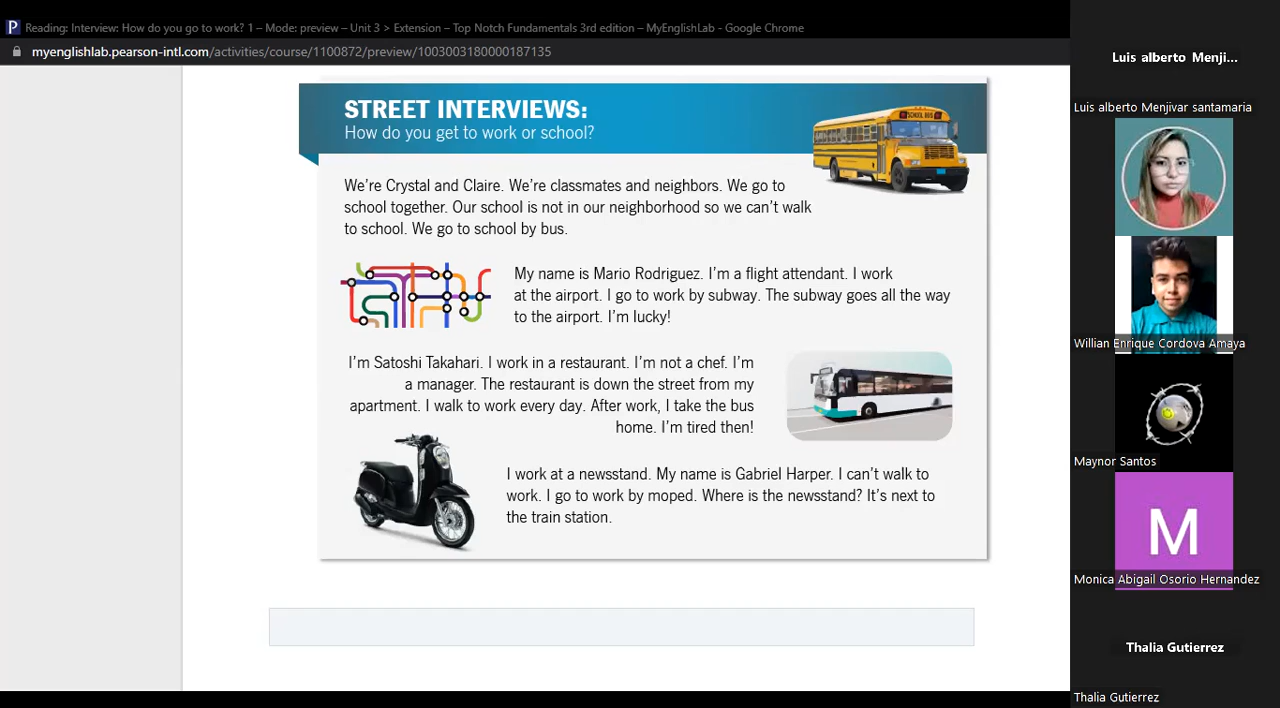 Reading: Interview: How do you go to work? 1 – Mode: preview – Unit 3 > Extension – Top Notch Fundamentals 3rd edition – MyEnglishLab - Google Chrome
myenglishlab.pearson-intl.com/activities/course/1100872/preview/1003003180000187135
STREET INTERVIEWS:
How do you get to work or school?
SCHOOL BUS
We're Crystal and Claire. We're classmates and neighbors. We go to
school together. Our school is not in our neighborhood so we can't walk
to school. We go to school by bus.
My name is Mario Rodriguez. I'm a flight attendant. I work
at the airport. I go to work by subway. The subway goes all the way
to the airport. I'm lucky!
I'm Satoshi Takahari. I work in a restaurant. I'm not a chef. I'm
a manager. The restaurant is down the street from my
apartment. I walk to work every day. After work, I take the bus
home. I'm tired then!
I work at a newsstand. My name is Gabriel Harper. I can't walk to
work. I go to work by moped. Where is the newsstand? It's next to
the train station.
Luis alberto Menji...
Luis alberto Menjivar santamaria
Willian Enrique Cordova Amaya
Maynor Santos
M
Monica Abigail Osorio Hernandez
Thalia Gutierrez
Thalia Gutierrez